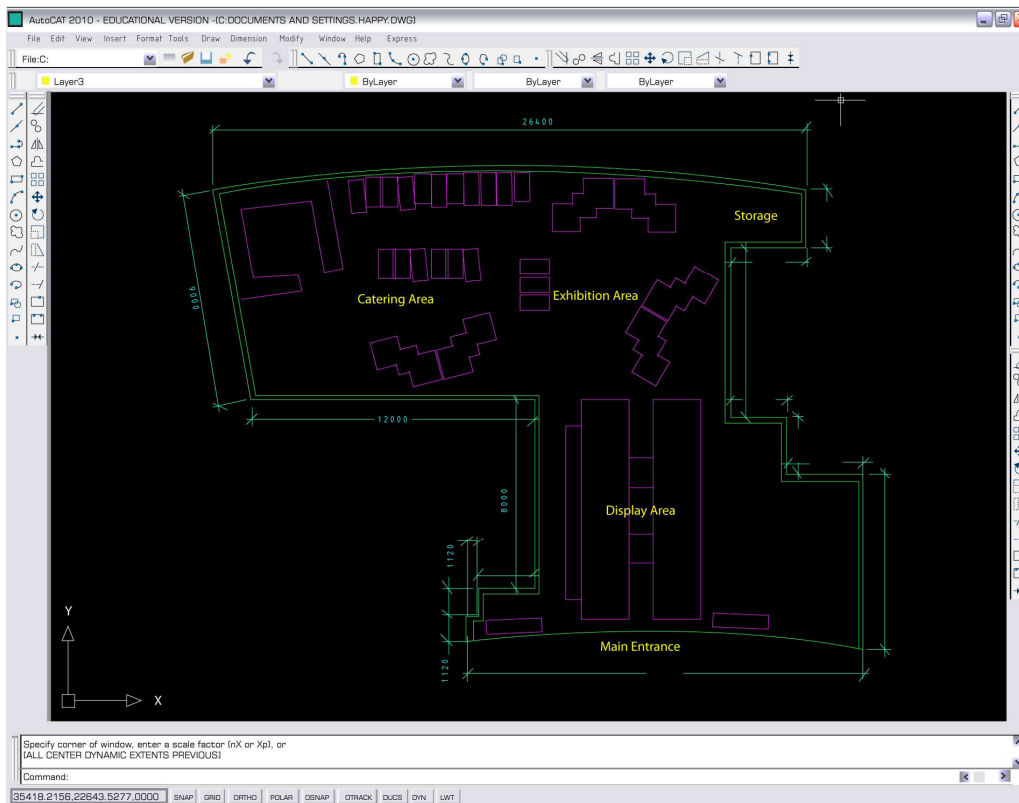 AutoCAT 2010 - EDUCATIONAL VERSION -[C:DOCUMENTS AND SETTINGS.HAPPY.DWG]
File Edit View Insert Format Tools Draw Dimension Modify Window Help Express
File:C:
Layer3 ByLayer ByLayer ByLayer
26400
Storage
9000
Catering Area Exhibition Area
12000
8000
Display Area
1120
Y
Main Entrance
1120
X
Specify corner of window, enter a scale factor (nX or Xp), or
(ALL CENTER DYNAMIC EXTENTS PREVIOUS)
Command:
35418.2156,22643.5277,0000 SNAP GRID ORTHO POLAR OSNAP OTRACK DUCS DYN LWT